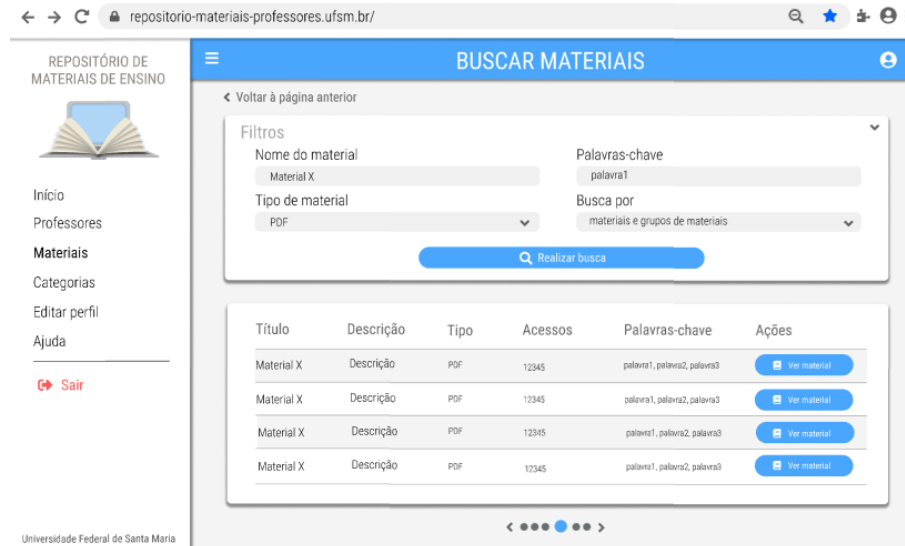 repositorio-materiais-professores.ufsm.br/
REPOSITÓRIO DE
MATERIAIS DE ENSINO
Início
Professores
Materiais
Categorias
Editar perfil
Ajuda
Sair
Universidade Federal de Santa Maria
BUSCAR MATERIAIS
Voltar à página anterior
Filtros
Nome do material Palavras-chave
Material X palavra1
Tipo de material Busca por
PDF materiais e grupos de materiais
Realizar busca
Título Descrição Tipo Acessos Palavras-chave Ações
Material X Descrição PDF 12345 palavra1, palavra2, palavra3 Ver material
Material X Descrição PDF 12345 palavra1, palavra2, palavra3 Ver material
Material X Descrição PDF 12345 palavra1, palavra2, palavra3 Ver material
Material X Descrição PDF 12345 palavra1, palavra2, palavra3 Ver material